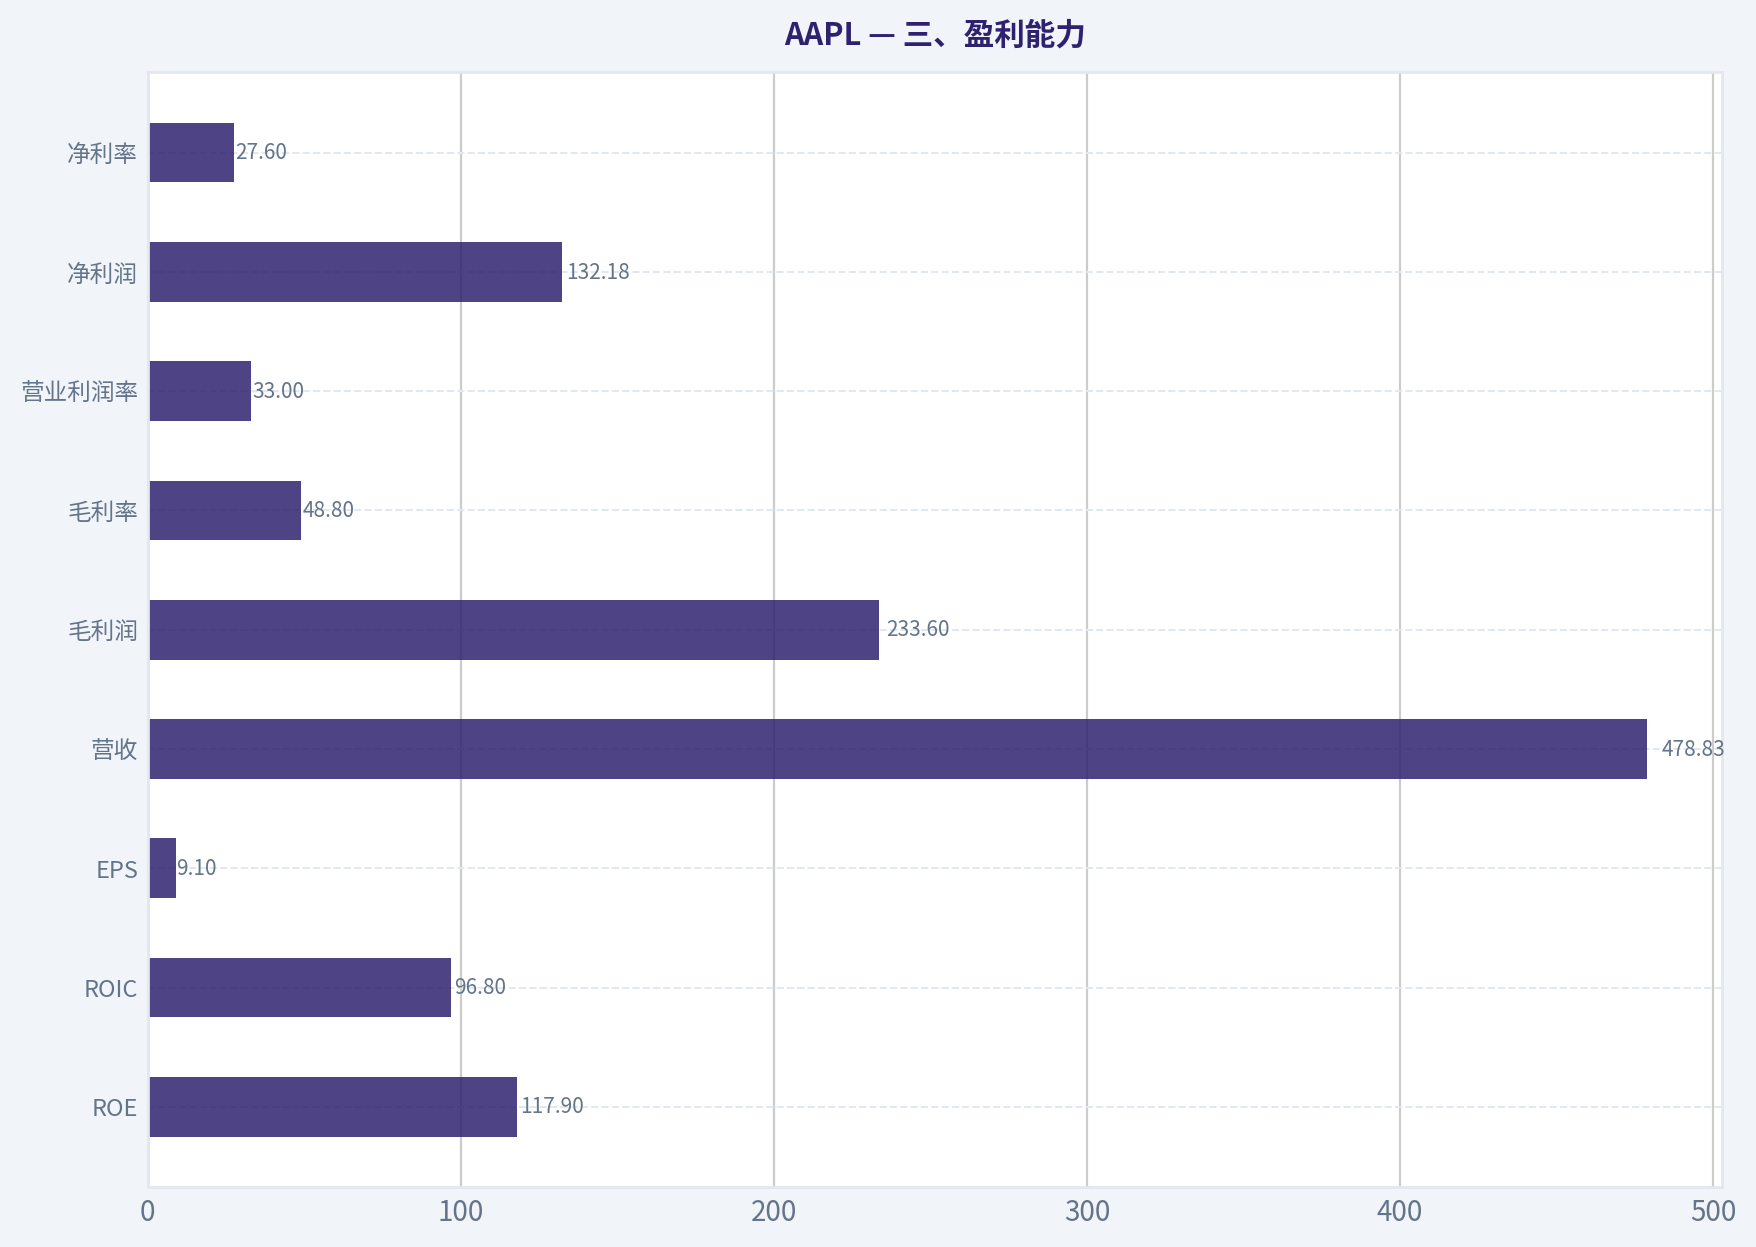 AAPL — 三、盈利能力
净利率 27.60
净利润 132.18
营业利润率 33.00
毛利率 48.80
毛利润 233.60
营收 478.83
EPS 9.10
ROIC 96.80
ROE 117.90
0 100 200 300 400 500